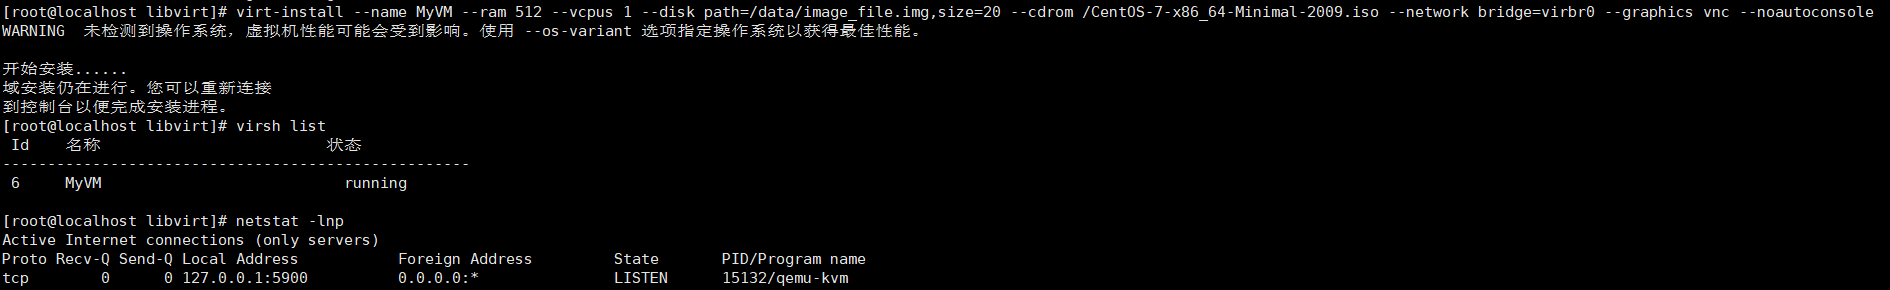 [root@localhost libvirt]# virt-install --name MyVM --ram 512 --vcpus 1 --disk path=/data/image_file.img,size=20 --cdrom /CentOS-7-x86_64-Minimal-2009.iso --network bridge=virbr0 --graphics vnc --noautoconsole
WARNING  未检测到操作系统，虚拟机性能可能会受到影响。使用 --os-variant 选项指定操作系统以获得最佳性能。
开始安装......
域安装仍在进行。您可以重新连接
到控制台以便完成安装进程。
[root@localhost libvirt]# virsh list
 Id    名称                         状态
----------------------------------------------------
 6     MyVM                           running
[root@localhost libvirt]# netstat -lnp
Active Internet connections (only servers)
Proto Recv-Q Send-Q Local Address           Foreign Address         State       PID/Program name
tcp        0      0 127.0.0.1:5900          0.0.0.0:*               LISTEN      15132/qemu-kvm